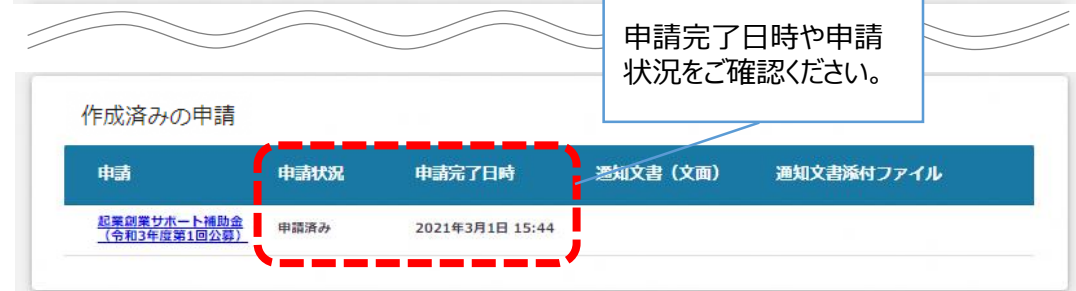 申請完了日時や申請
状況をご確認ください。
作成済みの申請
申請 申請状況 申請完了日時 通知文書（文面） 通知文書添付ファイル
起業創業サポート補助金
（令和3年度第1回公募） 申請済み 2021年3月1日 15:44